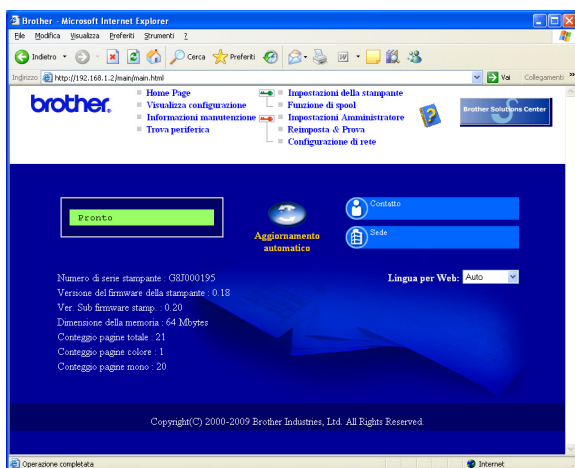 Brother - Microsoft Internet Explorer
File Modifica Visualizza Preferiti Strumenti ?
Indietro Cerca Preferiti
Indirizzo http://192.168.1.2/main/main.html Vai Collegamenti »
brother.
Home Page
Visualizza configurazione
Informazioni manutenzione
Trova periferica
Impostazioni della stampante
Funzione di spool
Impostazioni Amministratore
Reimposta & Prova
Configurazione di rete
Brother Solutions Center
Pronto
Aggiornamento
automatico
Contatto
Sede
Numero di serie stampante : G8J000195
Lingua per Web: Auto
Versione del firmware della stampante : 0.18
Ver. Sub firmware stamp. : 0.20
Dimensione della memoria : 64 Mbytes
Conteggio pagine totale : 21
Conteggio pagine colore : 1
Conteggio pagine mono : 20
Copyright(C) 2000-2009 Brother Industries, Ltd. All Rights Reserved.
Operazione completata Internet